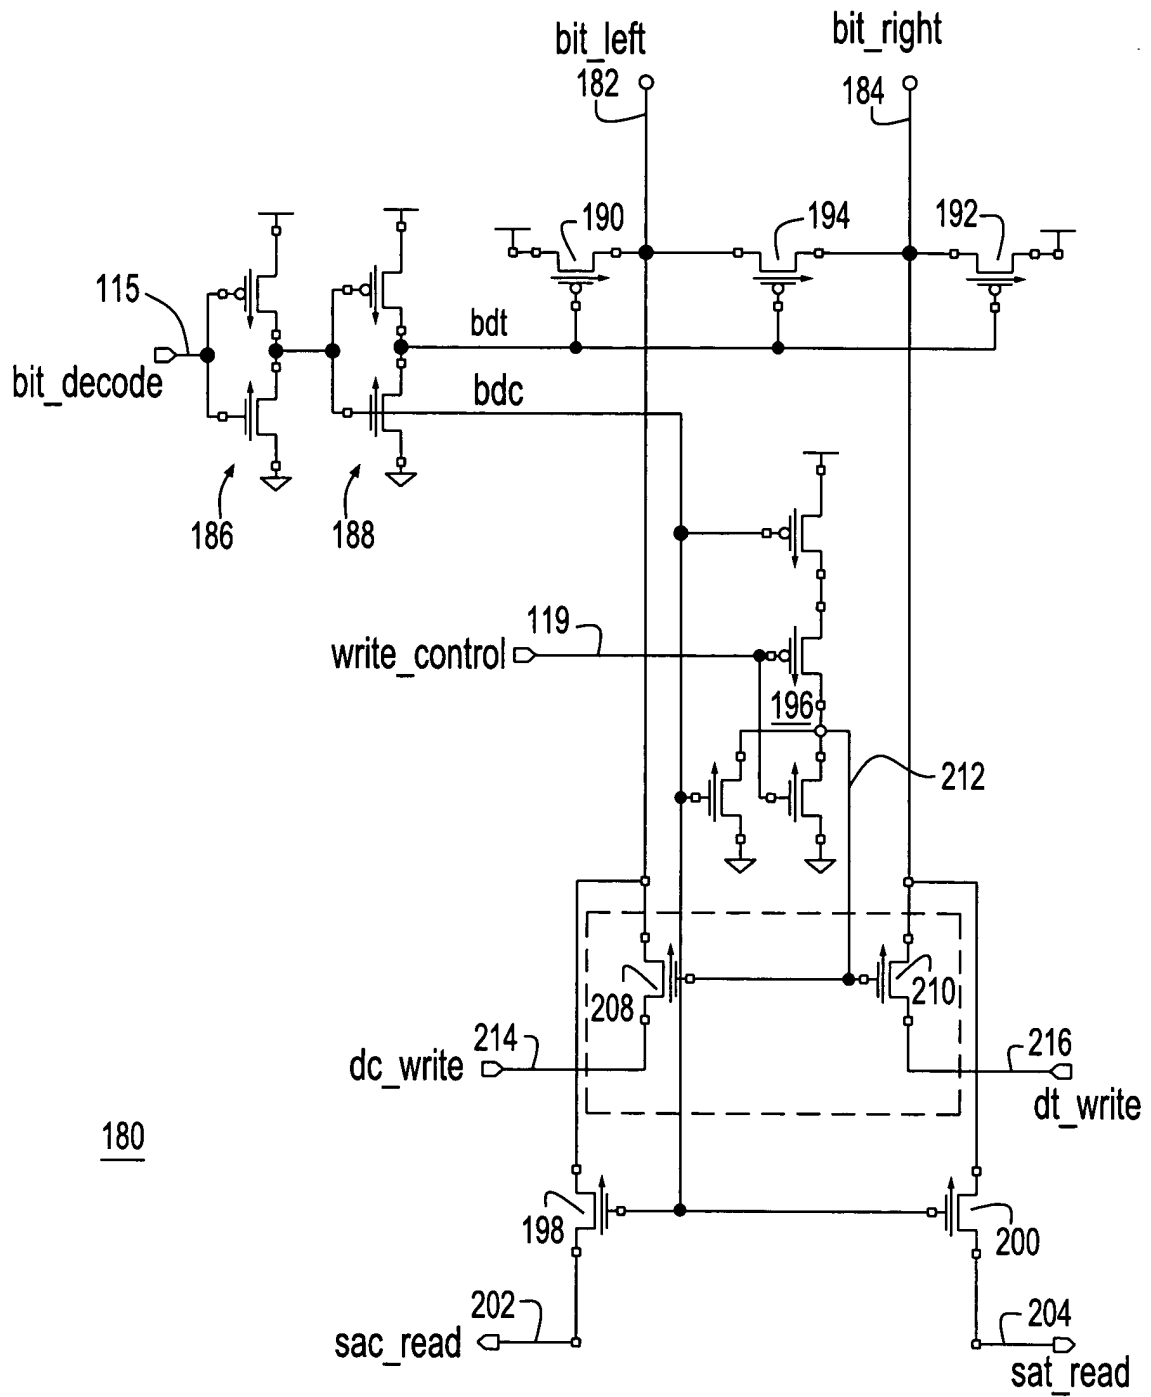 bit_left
bit_right
182
184
190
194
192
115
bit_decode
bdt
bdc
186
188
119
write_control
196
212
208
210
214
dc_write
216
dt_write
180
198
200
202
sac_read
204
sat_read